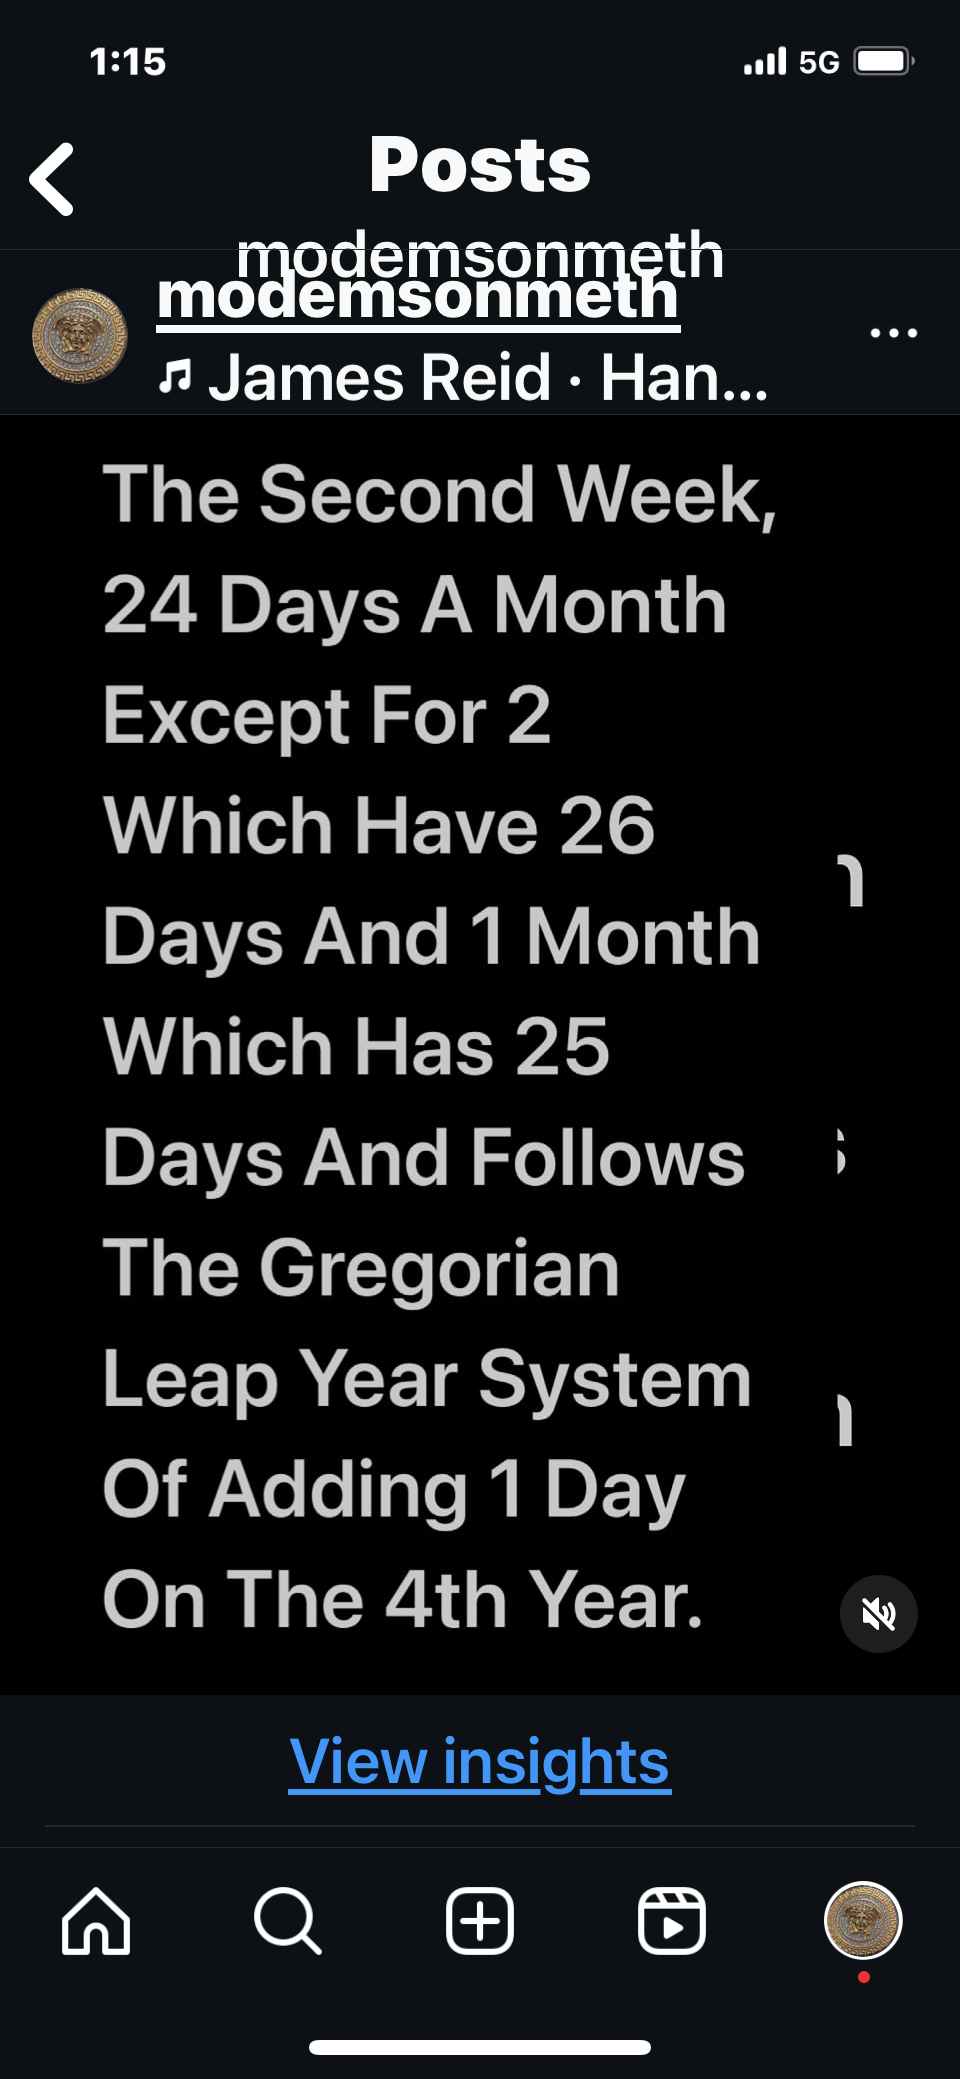 1:15
5G
Posts
modemsonmeth
modemsonmeth
James Reid · Han...
The Second Week,
24 Days A Month
Except For 2
Which Have 26
Days And 1 Month
Which Has 25
Days And Follows
The Gregorian
Leap Year System
Of Adding 1 Day
On The 4th Year.
View insights